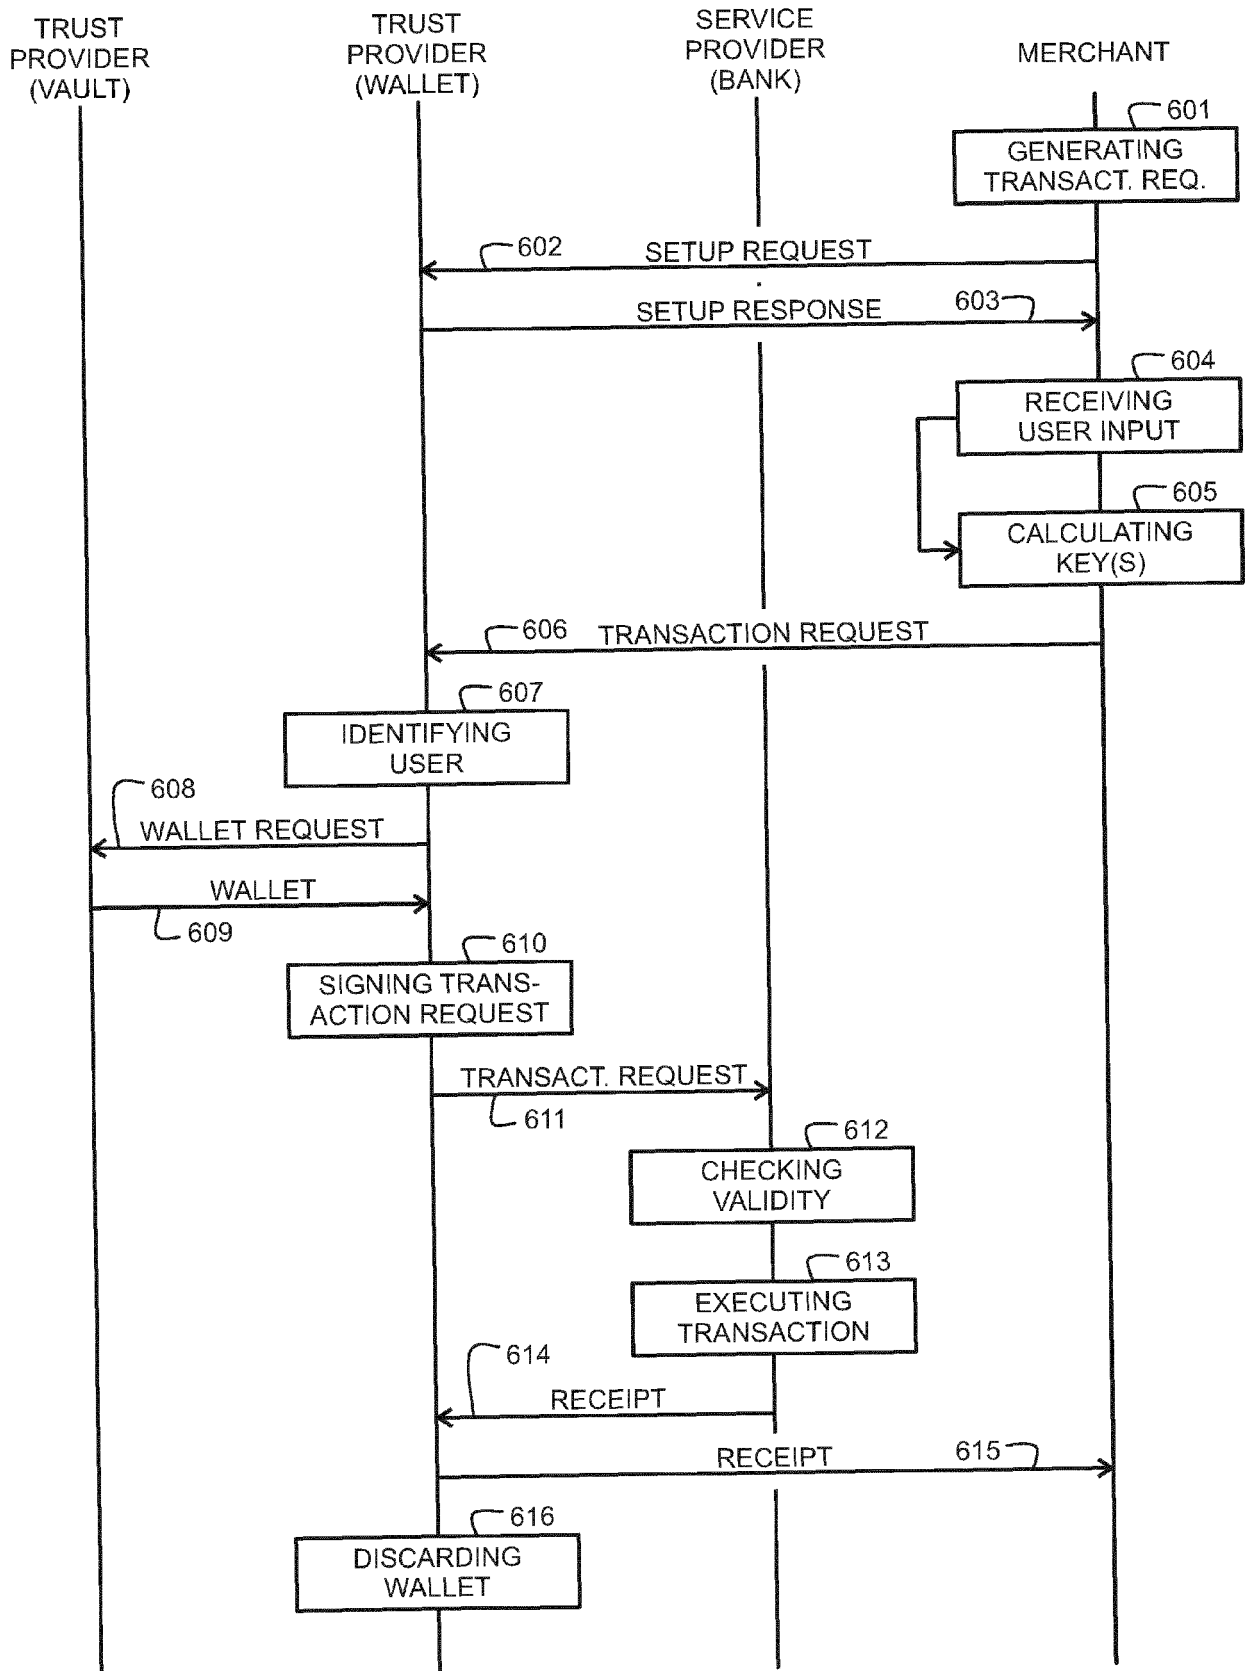 TRUST
PROVIDER
(VAULT)
TRUST
PROVIDER
(WALLET)
SERVICE
PROVIDER
(BANK)
MERCHANT
601
GENERATING
TRANSACT. REQ.
602
SETUP REQUEST
SETUP RESPONSE
603
604
RECEIVING
USER INPUT
605
CALCULATING
KEY(S)
606
TRANSACTION REQUEST
607
IDENTIFYING
USER
608
WALLET REQUEST
WALLET
609
610
SIGNING TRANS-
ACTION REQUEST
TRANSACT. REQUEST
611
612
CHECKING
VALIDITY
613
EXECUTING
TRANSACTION
614
RECEIPT
RECEIPT
615
616
DISCARDING
WALLET